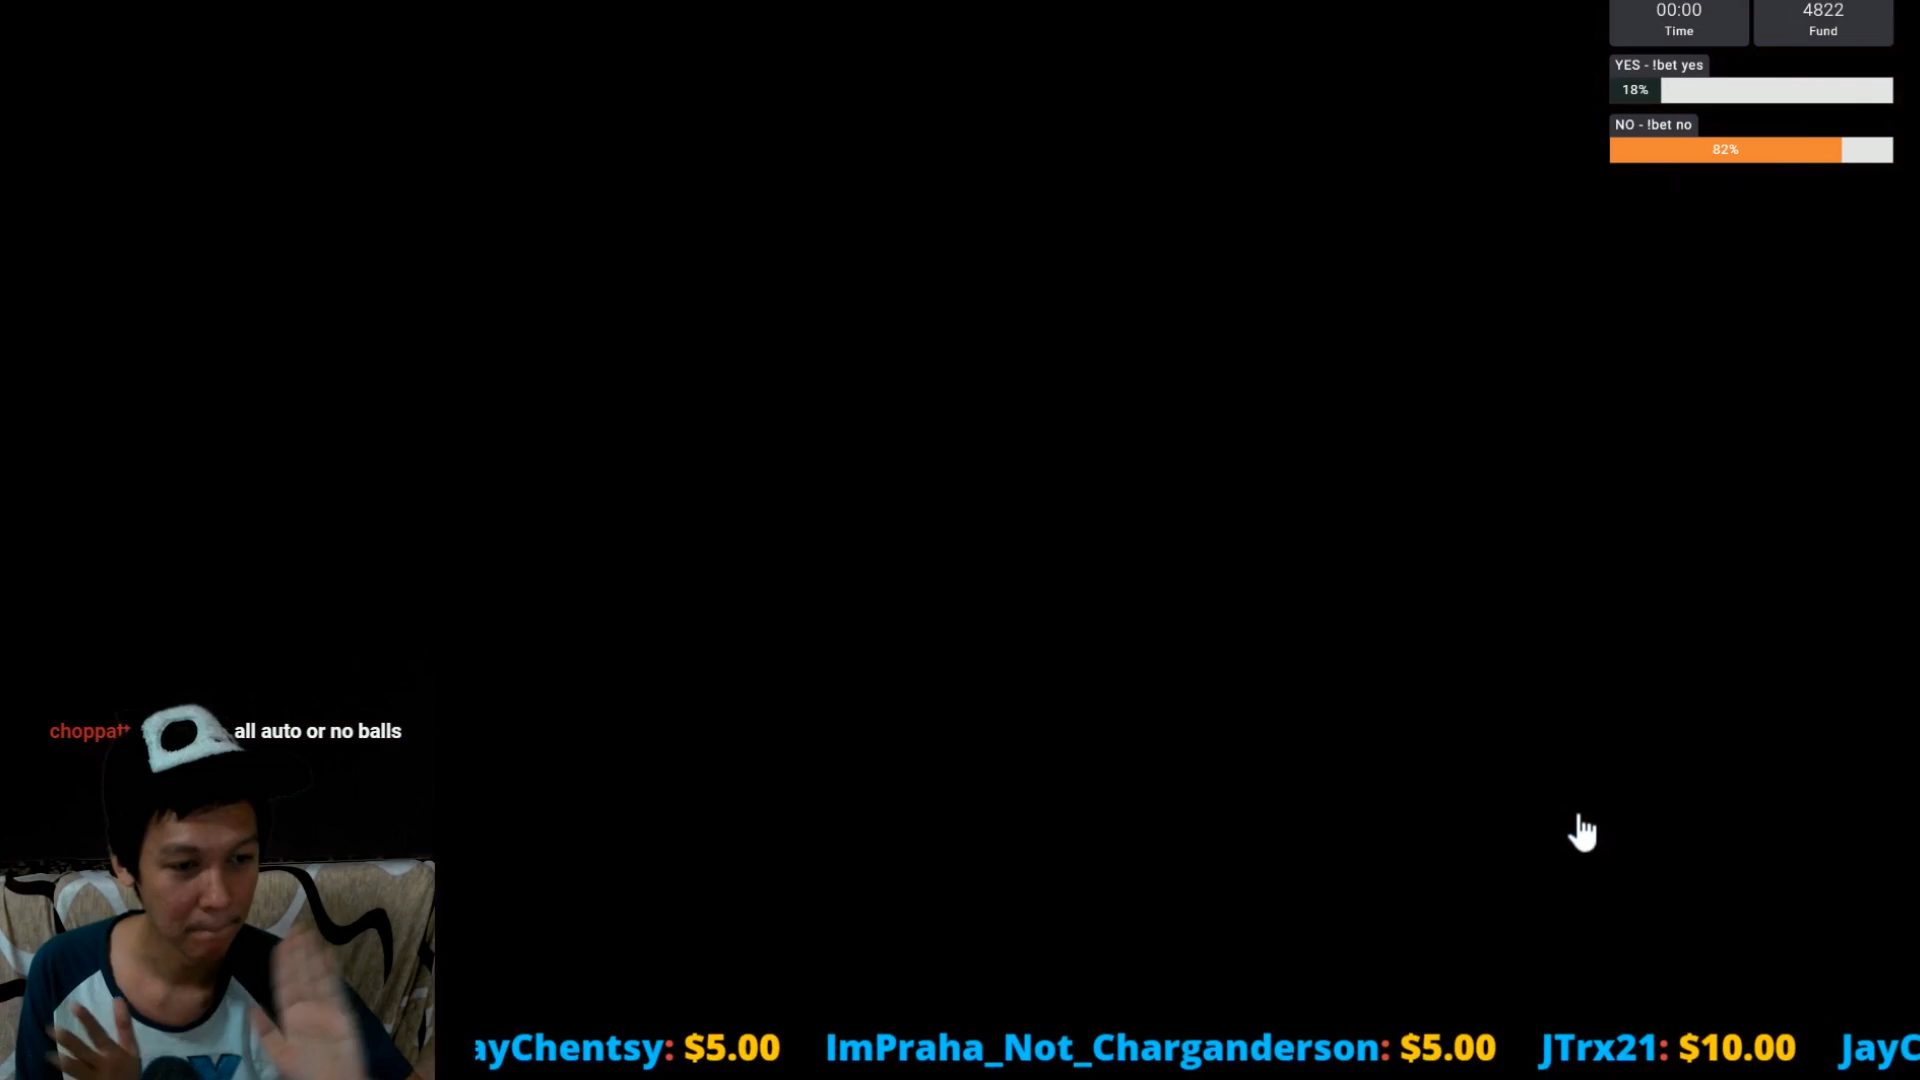 00:00
Time
4822
Fund
YES - !bet yes
18%
NO - !bet no
82%
all auto or no balls
ayChentsy: $5.00 ImPraha_Not_Charganderson: $5.00 JTrx21: $10.00 JayC